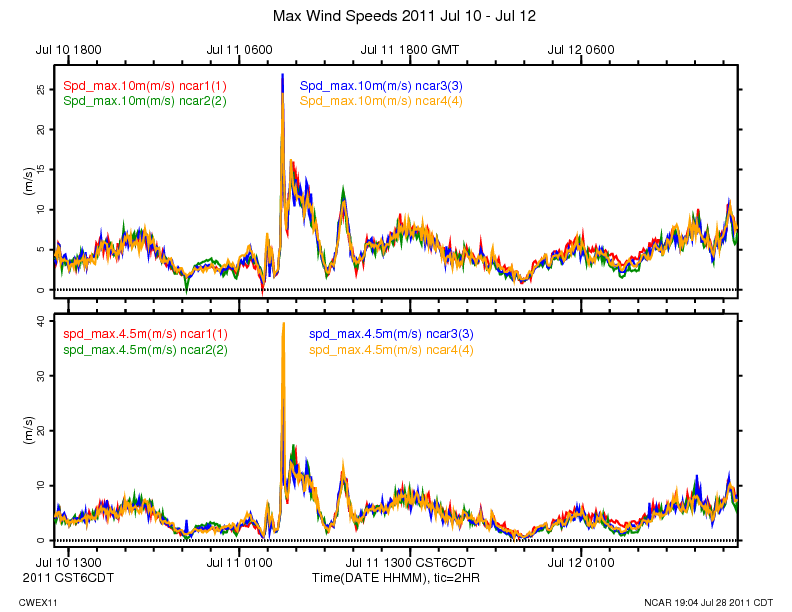 Max Wind Speeds 2011 Jul 10 - Jul 12
Jul 10 1800 Jul 11 0600 Jul 11 1800 GMT Jul 12 0600
Spd_max.10m(m/s) ncar1(1) Spd_max.10m(m/s) ncar3(3)
Spd_max.10m(m/s) ncar2(2) Spd_max.10m(m/s) ncar4(4)
25
20
15
(m/s)
10
5
0
40
spd_max.4.5m(m/s) ncar1(1) spd_max.4.5m(m/s) ncar3(3)
spd_max.4.5m(m/s) ncar2(2) spd_max.4.5m(m/s) ncar4(4)
30
(m/s)
20
10
0
Jul 10 1300 Jul 11 0100 Jul 11 1300 CST6CDT Jul 12 0100
2011 CST6CDT Time(DATE HHMM), tic=2HR
CWEX11 NCAR 19:04 Jul 28 2011 CDT